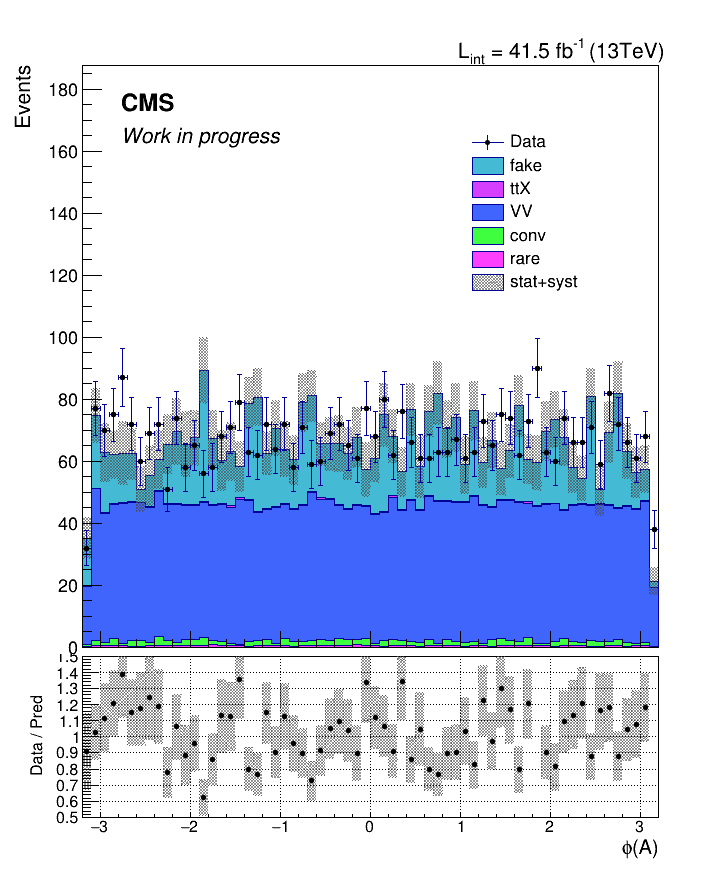 L_int = 41.5 fb^-1 (13TeV)
Events
CMS
Work in progress
180
160
140
120
100
80
60
40
20
0
Data
fake
ttX
VV
conv
rare
stat+syst
Data / Pred
1.5
1.4
1.3
1.2
1.1
1
0.9
0.8
0.7
0.6
0.5
−3 −2 −1 0 1 2 3
ϕ(A)